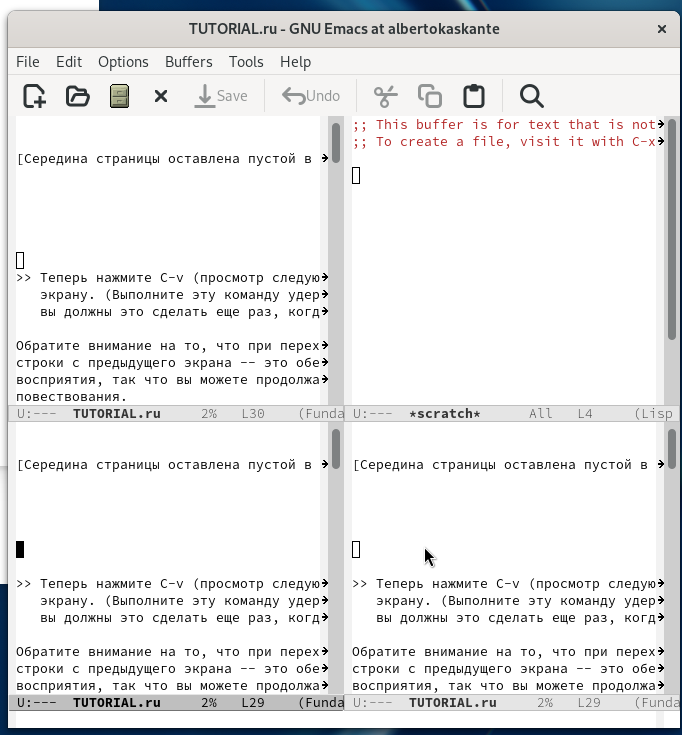 TUTORIAL.ru - GNU Emacs at albertokaskante
File Edit Options Buffers Tools Help
Save Undo
[Середина страницы оставлена пустой в
>> Теперь нажмите C-v (просмотр следую
экрану. (Выполните эту команду удер
вы должны это сделать еще раз, когд
Обратите внимание на то, что при перех
строки с предыдущего экрана -- это обе
восприятия, так что вы можете продолжа
повествования.
U:--- TUTORIAL.ru 2% L30 (Funda
;; This buffer is for text that is not
;; To create a file, visit it with C-x
U:--- *scratch* All L4 (Lisp
[Середина страницы оставлена пустой в
>> Теперь нажмите C-v (просмотр следую
экрану. (Выполните эту команду удер
вы должны это сделать еще раз, когд
Обратите внимание на то, что при перех
строки с предыдущего экрана -- это обе
восприятия, так что вы можете продолжа
U:--- TUTORIAL.ru 2% L29 (Funda
[Середина страницы оставлена пустой в
>> Теперь нажмите C-v (просмотр следую
экрану. (Выполните эту команду удер
вы должны это сделать еще раз, когд
Обратите внимание на то, что при перех
строки с предыдущего экрана -- это обе
восприятия, так что вы можете продолжа
U:--- TUTORIAL.ru 2% L29 (Funda